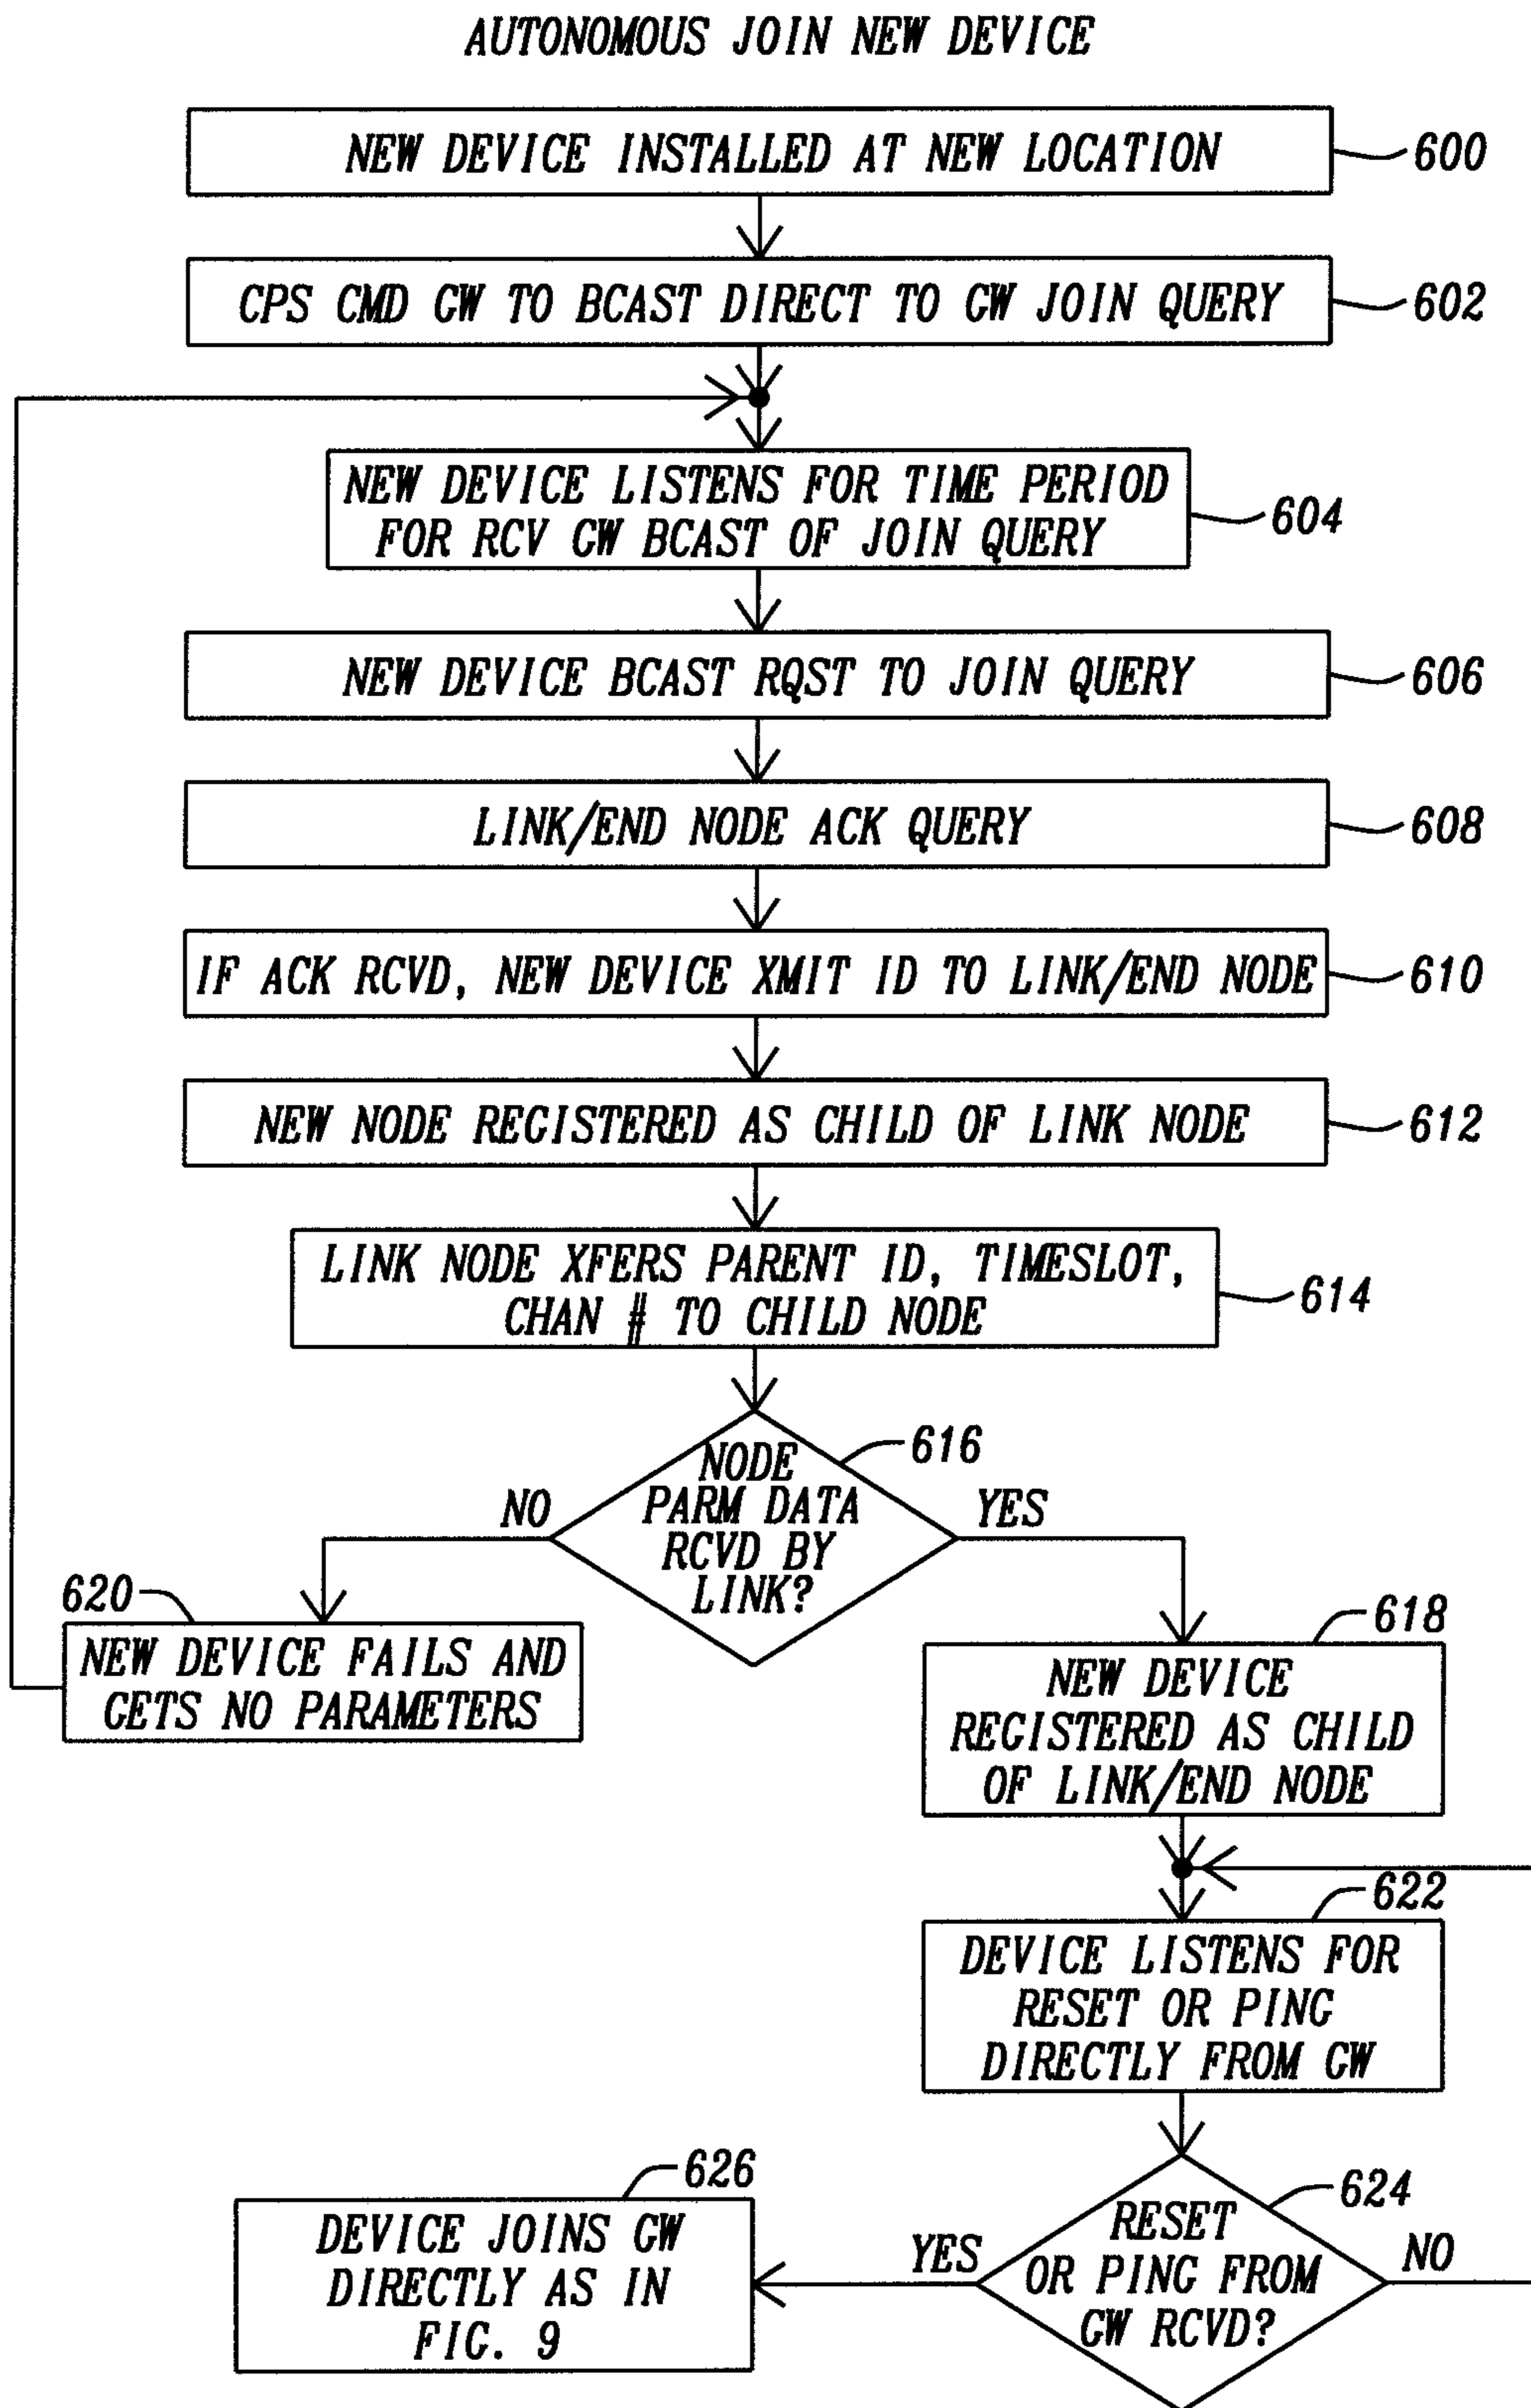 AUTONOMOUS JOIN NEW DEVICE
NEW DEVICE INSTALLED AT NEW LOCATION
600
CPS CMD GW TO BCAST DIRECT TO GW JOIN QUERY
602
NEW DEVICE LISTENS FOR TIME PERIOD
FOR RCV GW BCAST OF JOIN QUERY
604
NEW DEVICE BCAST RQST TO JOIN QUERY
606
LINK/END NODE ACK QUERY
608
IF ACK RCVD, NEW DEVICE XMIT ID TO LINK/END NODE
610
NEW NODE REGISTERED AS CHILD OF LINK NODE
612
LINK NODE XFERS PARENT ID, TIMESLOT,
CHAN # TO CHILD NODE
614
NODE
PARM DATA
RCVD BY
LINK?
616
NO
YES
620
NEW DEVICE FAILS AND
GETS NO PARAMETERS
618
NEW DEVICE
REGISTERED AS CHILD
OF LINK/END NODE
622
DEVICE LISTENS FOR
RESET OR PING
DIRECTLY FROM GW
624
RESET
OR PING FROM
GW RCVD?
YES
NO
626
DEVICE JOINS GW
DIRECTLY AS IN
FIG. 9